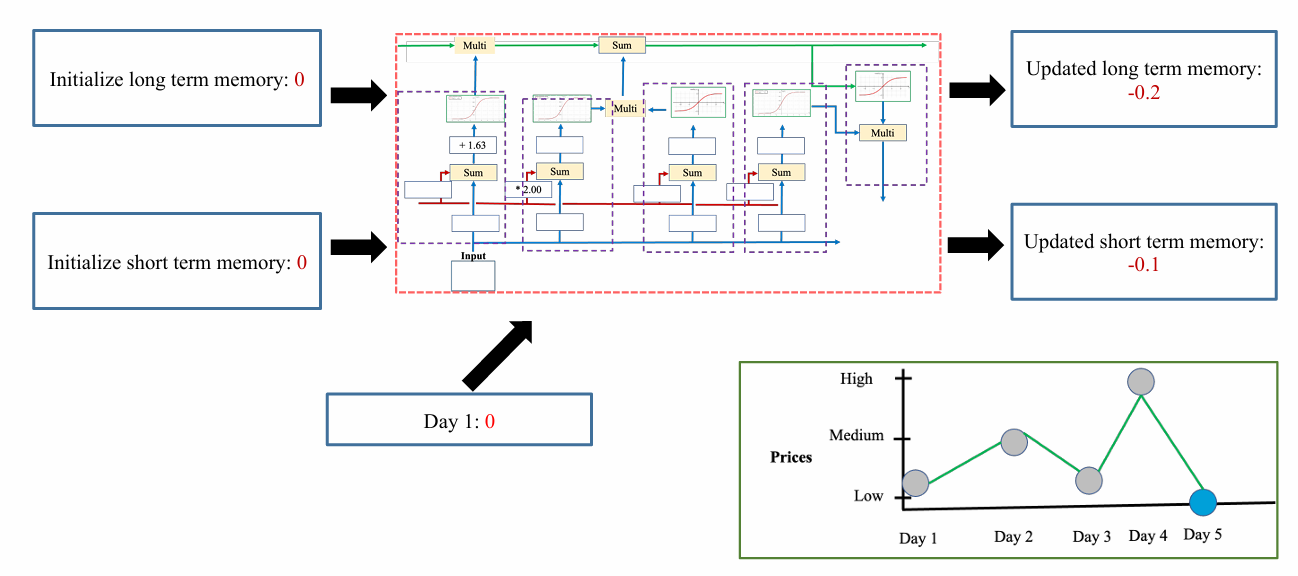 Initialize long term memory: 0
Initialize short term memory: 0
Multi
Sum
Multi
+ 1.63
Sum
Sum
Sum
Sum
Multi
* 2.00
Input
Updated long term memory:
-0.2
Updated short term memory:
-0.1
Day 1: 0
High
Medium
Prices
Low
Day 1
Day 2
Day 3
Day 4
Day 5